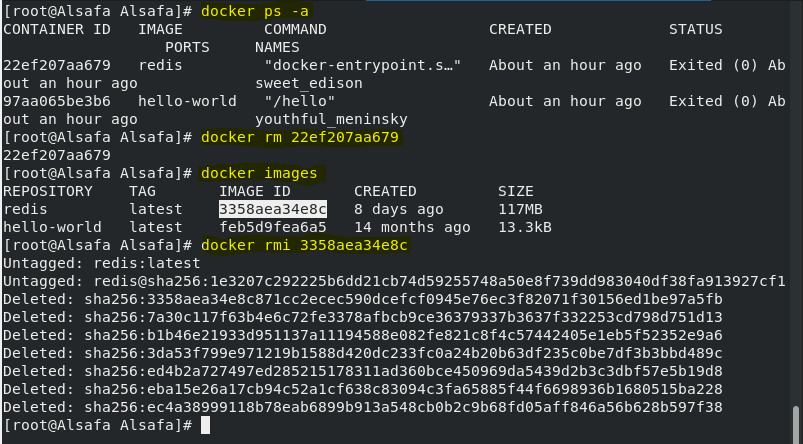 [root@Alsafa Alsafa]# docker ps -a
CONTAINER ID   IMAGE         COMMAND                  CREATED             STATUS
                  PORTS     NAMES
22ef207aa679   redis         "docker-entrypoint.s…"   About an hour ago   Exited (0) Ab
out an hour ago             sweet_edison
97aa065be3b6   hello-world   "/hello"                 About an hour ago   Exited (0) Ab
out an hour ago             youthful_meninsky
[root@Alsafa Alsafa]# docker rm 22ef207aa679
22ef207aa679
[root@Alsafa Alsafa]# docker images
REPOSITORY    TAG       IMAGE ID       CREATED         SIZE
redis         latest    3358aea34e8c   8 days ago      117MB
hello-world   latest    feb5d9fea6a5   14 months ago   13.3kB
[root@Alsafa Alsafa]# docker rmi 3358aea34e8c
Untagged: redis:latest
Untagged: redis@sha256:1e3207c292225b6dd21cb74d59255748a50e8f739dd983040df38fa913927cf1
Deleted: sha256:3358aea34e8c871cc2ecec590dcefcf0945e76ec3f82071f30156ed1be97a5fb
Deleted: sha256:7a30c117f63b4e6c72fe3378afbcb9ce36379337b3637f332253cd798d751d13
Deleted: sha256:b1b46e21933d951137a11194588e082fe821c8f4c57442405e1eb5f52352e9a6
Deleted: sha256:3da53f799e971219b1588d420dc233fc0a24b20b63df235c0be7df3b3bbd489c
Deleted: sha256:ed4b2a727497ed285215178311ad360bce450969da5439d2b3c3dbf57e5b19d8
Deleted: sha256:eba15e26a17cb94c52a1cf638c83094c3fa65885f44f6698936b1680515ba228
Deleted: sha256:ec4a38999118b78eab6899b913a548cb0b2c9b68fd05aff846a56b628b597f38
[root@Alsafa Alsafa]#